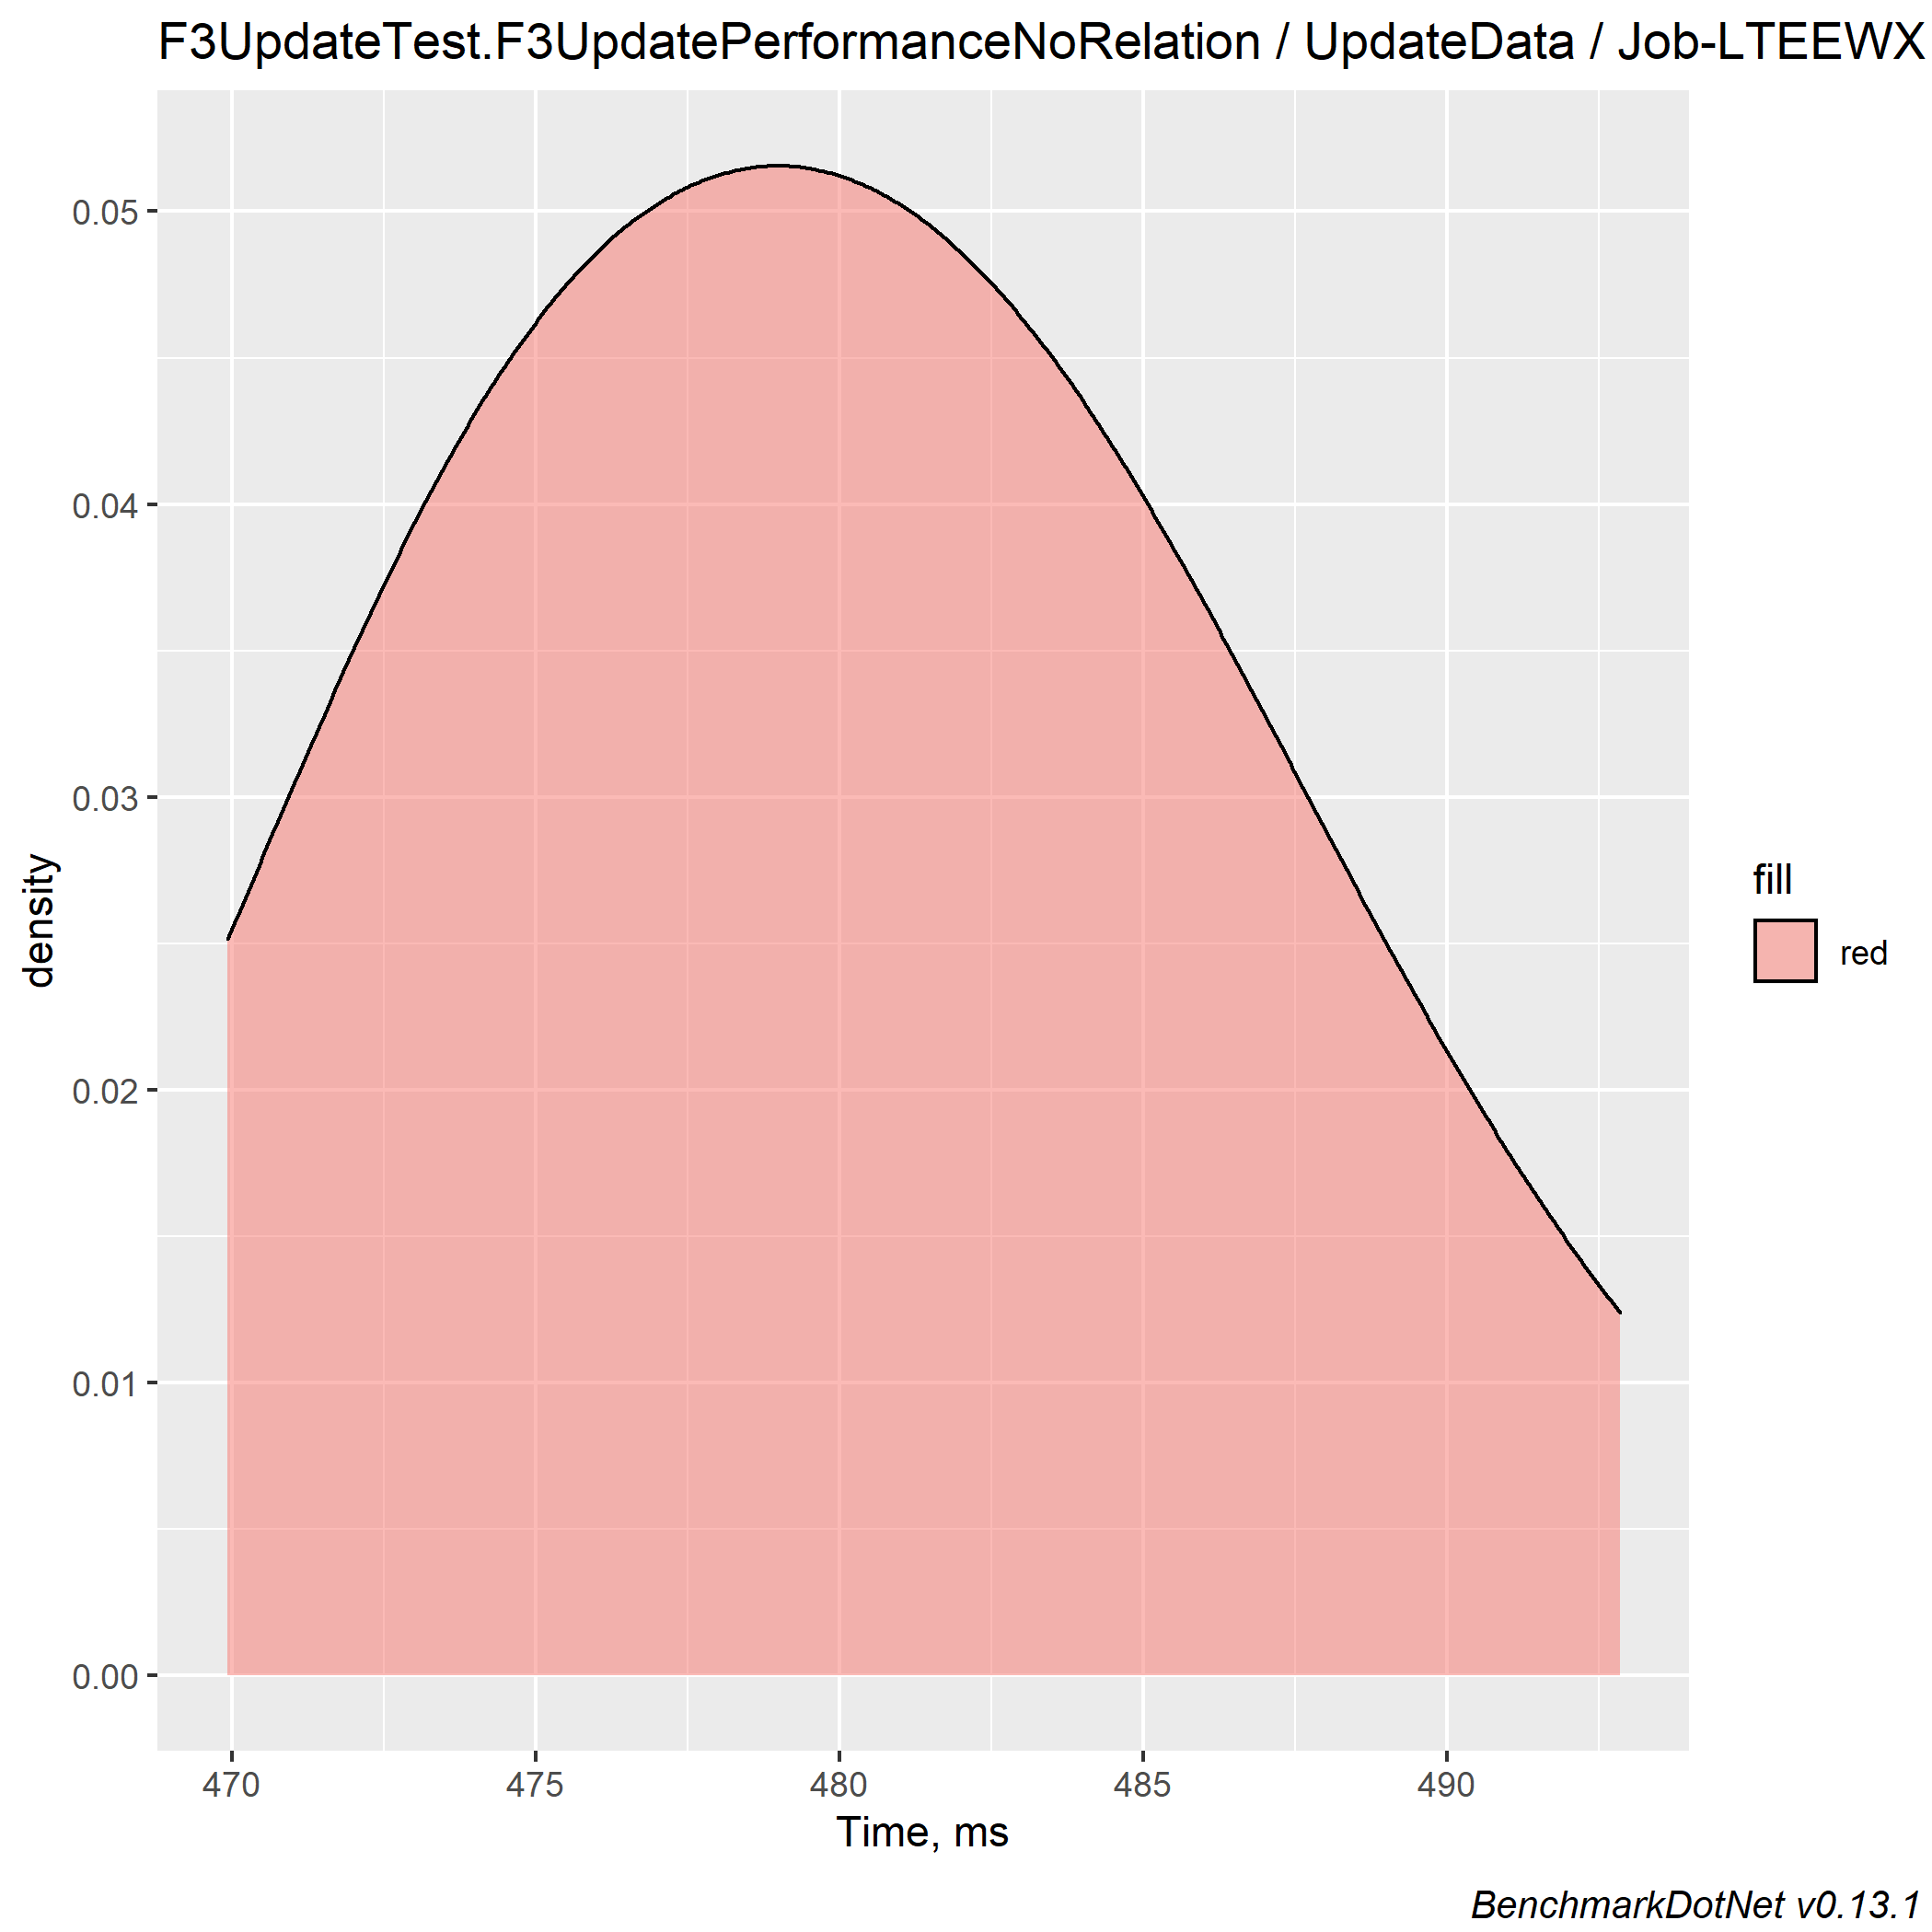 F3UpdateTest.F3UpdatePerformanceNoRelation / UpdateData / Job-LTEEWX
0.05
0.04
0.03
0.02
0.01
0.00
density
470 475 480 485 490
Time, ms
fill
red
BenchmarkDotNet v0.13.1